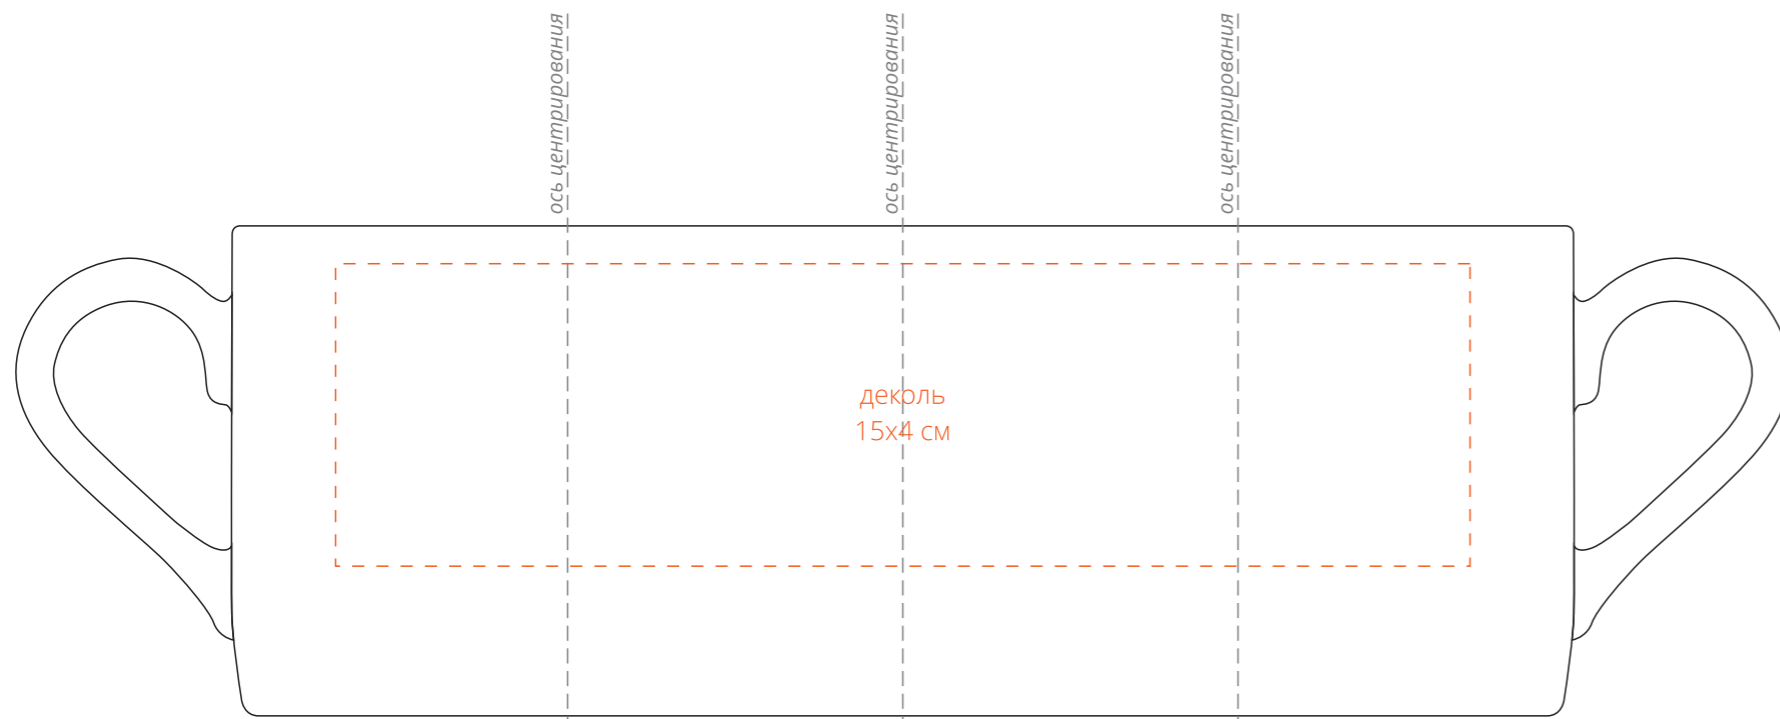 ось центрирования
ось центрирования
ось центрирования
деколь
15х4 см